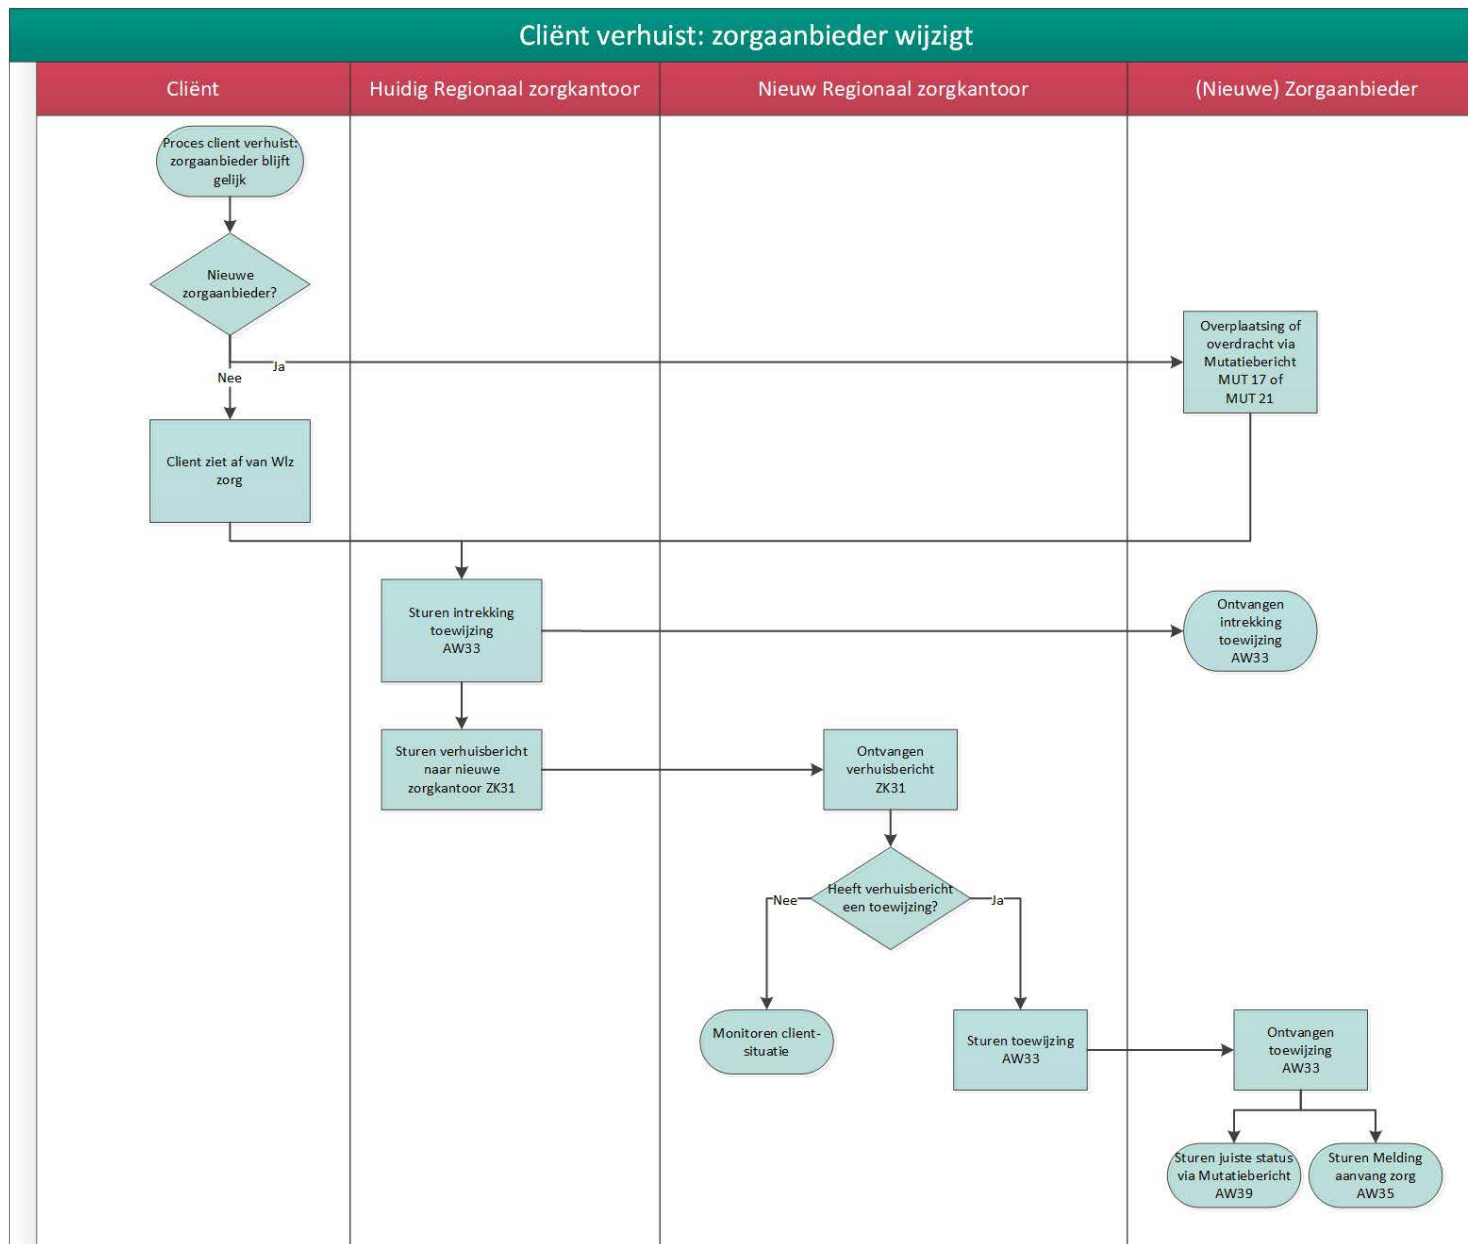 Cliënt verhuist: zorgaanbieder wijzigt
Cliënt
Huidig Regionaal zorgkantoor
Nieuw Regionaal zorgkantoor
(Nieuwe) Zorgaanbieder
Proces client verhuist:
zorgaanbieder blijft
gelijk
Nieuwe
zorgaanbieder?
Ja
Nee
Overplaatsing of
overdracht via
Mutatiebericht
MUT 17 of
MUT 21
Client ziet af van Wlz
zorg
Sturen intrekking
toewijzing
AW33
Ontvangen
intrekking
toewijzing
AW33
Sturen verhuisbericht
naar nieuwe
zorgkantoor ZK31
Ontvangen
verhuisbericht
ZK31
Heeft verhuisbericht
een toewijzing?
Nee
Ja
Monitoren client-
situatie
Sturen toewijzing
AW33
Ontvangen
toewijzing
AW33
Sturen juiste status
via Mutatiebericht
AW39
Sturen Melding
aanvang zorg
AW35